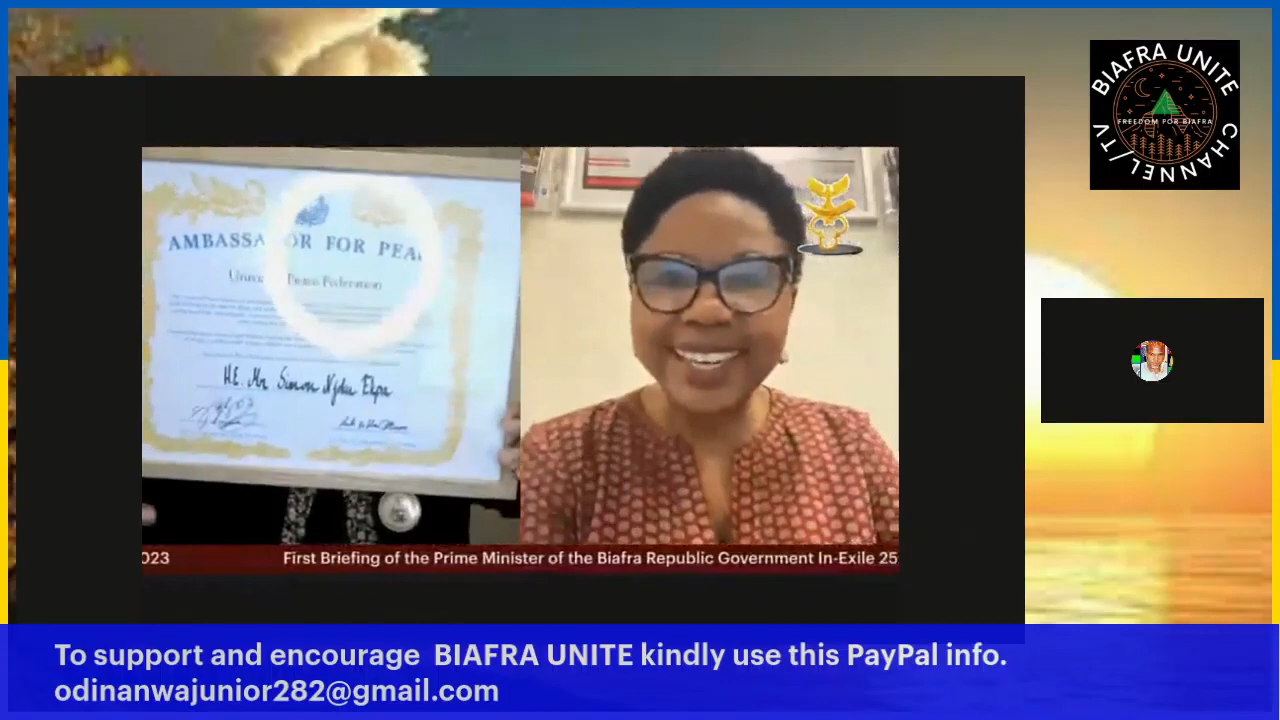 BIAFRA UNITE
FREEDOM FOR BIAFRA
CHANNEL/TV
AMBASSA OR FOR PEA
Peace Federation
H.E. Mr Simon Njoku Ekpa
023 First Briefing of the Prime Minister of the Biafra Republic Government In-Exile 25
To support and encourage BIAFRA UNITE kindly use this PayPal info.
odinanwajunior282@gmail.com